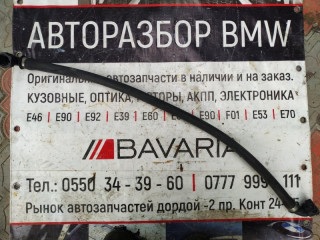 АВТОРАЗБОР BMW
Оригинальные автозапчасти в наличии и на заказ.
КУЗОВНЫЕ, ОПТИКА, МОТОРЫ, АКПП, ЭЛЕКТРОНИКА
E46 | E90 | E92 | E39 | E60 | E90 | F01 | E53 | E70
BAVARIA
Тел.: 0550 34-39-60 | 0777 999 111
Рынок автозапчастей дордой -2 пр. Конт